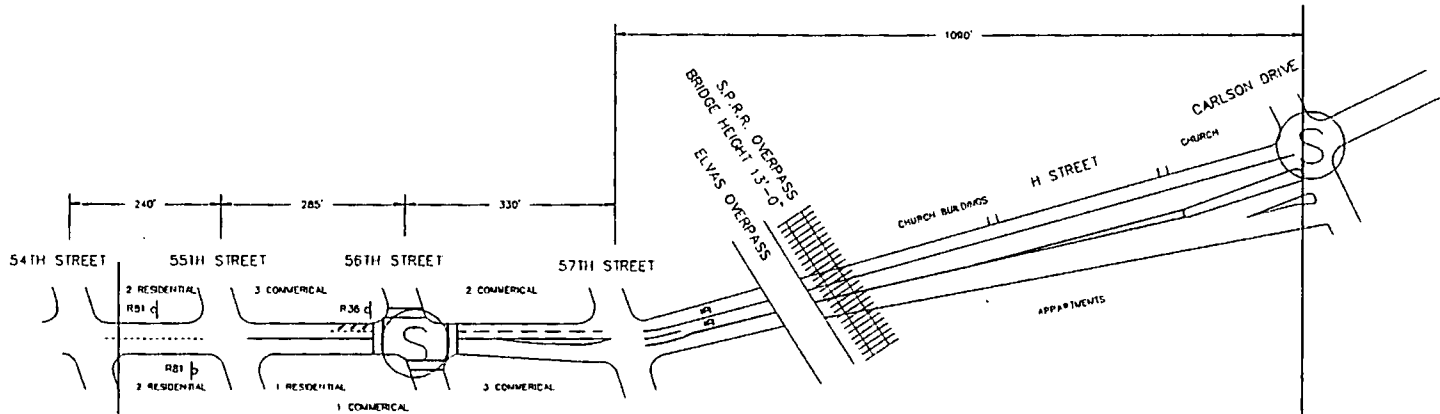 1090'
CARLSON DRIVE
S.P.R.R. OVERPASS
BRIDGE HEIGHT 13'-0"
ELVAS OVERPASS
CHURCH
S
H STREET
CHURCH BUILDINGS
240'
285'
330'
54TH STREET
55TH STREET
56TH STREET
57TH STREET
2 RESIDENTIAL
3 COMMERICAL
2 COMMERICAL
R51
R36
S
APPARTMENTS
R81
2 RESIDENTIAL
1 RESIDENTIAL
3 COMMERICAL
1 COMMERICAL